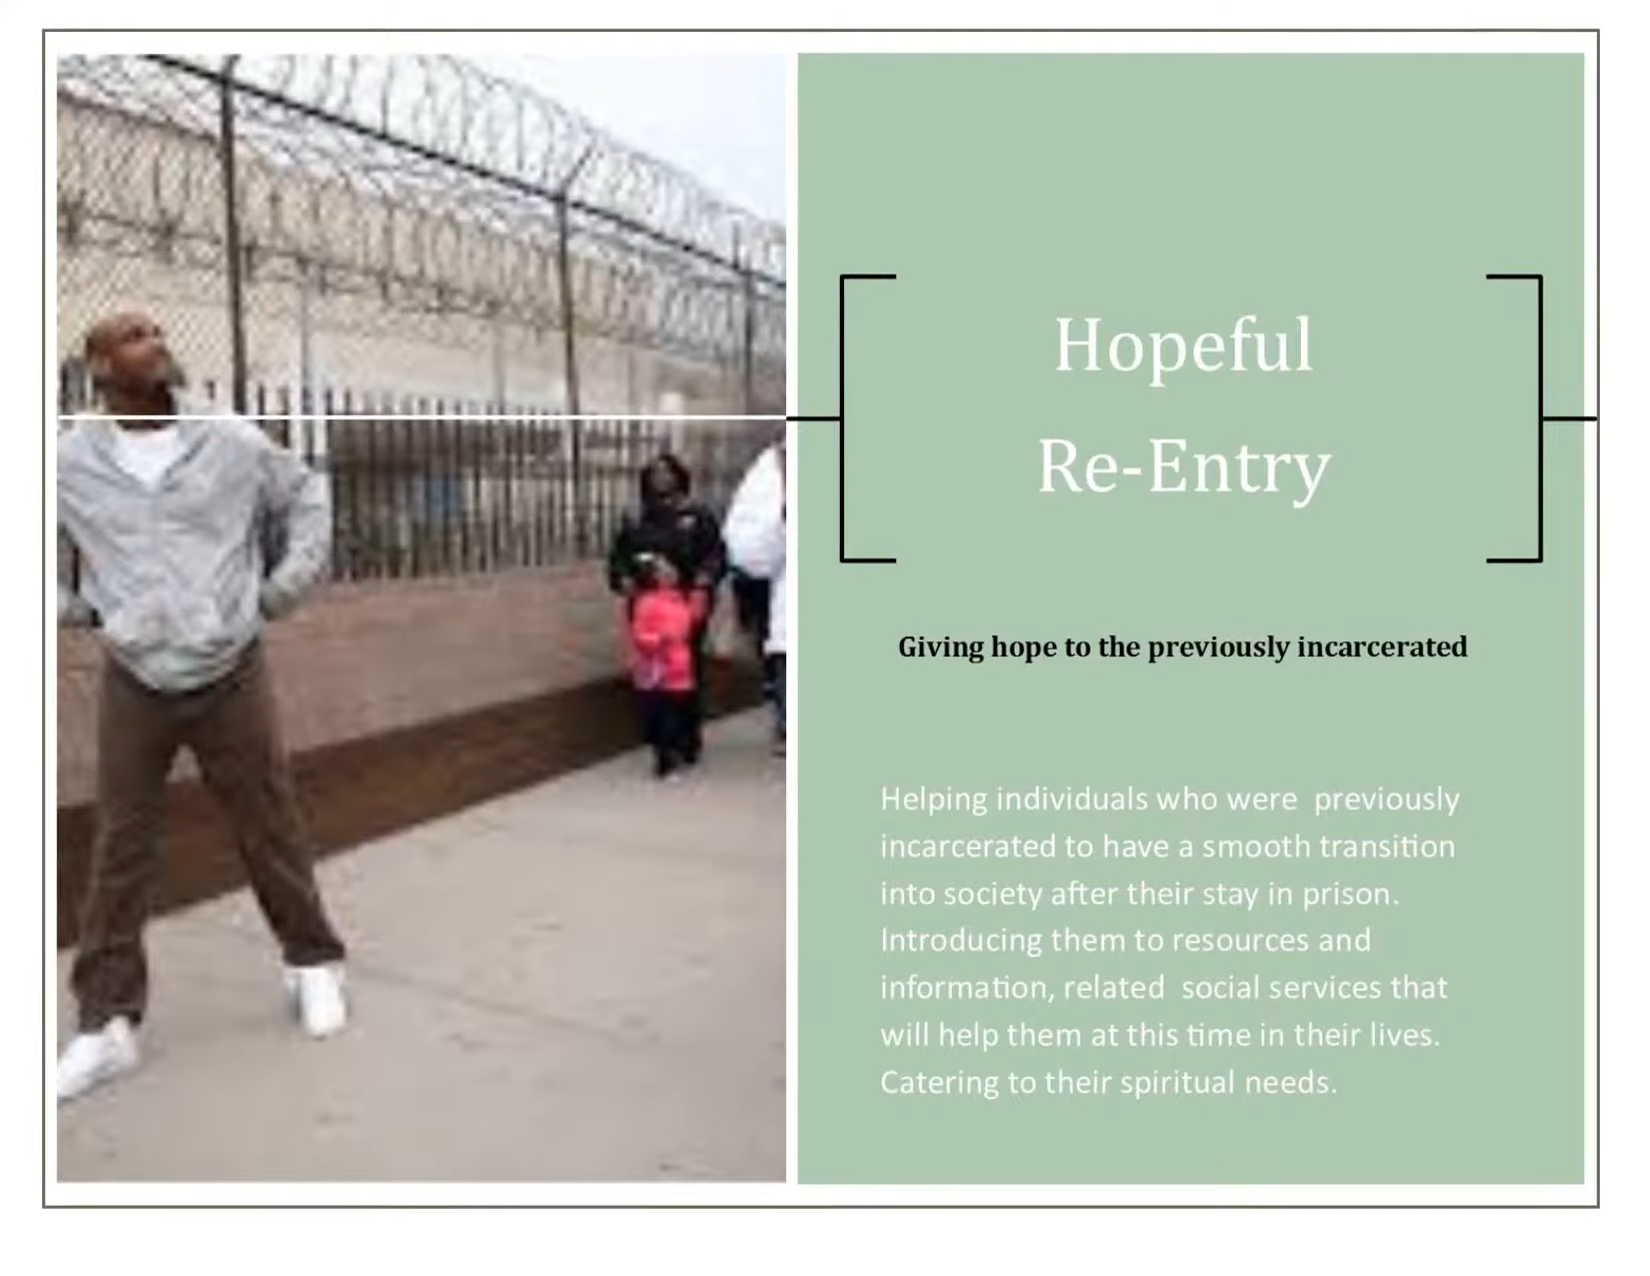 Hopeful
Re-Entry
Giving hope to the previously incarcerated
Helping individuals who were  previously
incarcerated to have a smooth transition
into society after their stay in prison.
Introducing them to resources and
information, related  social services that
will help them at this time in their lives.
Catering to their spiritual needs.